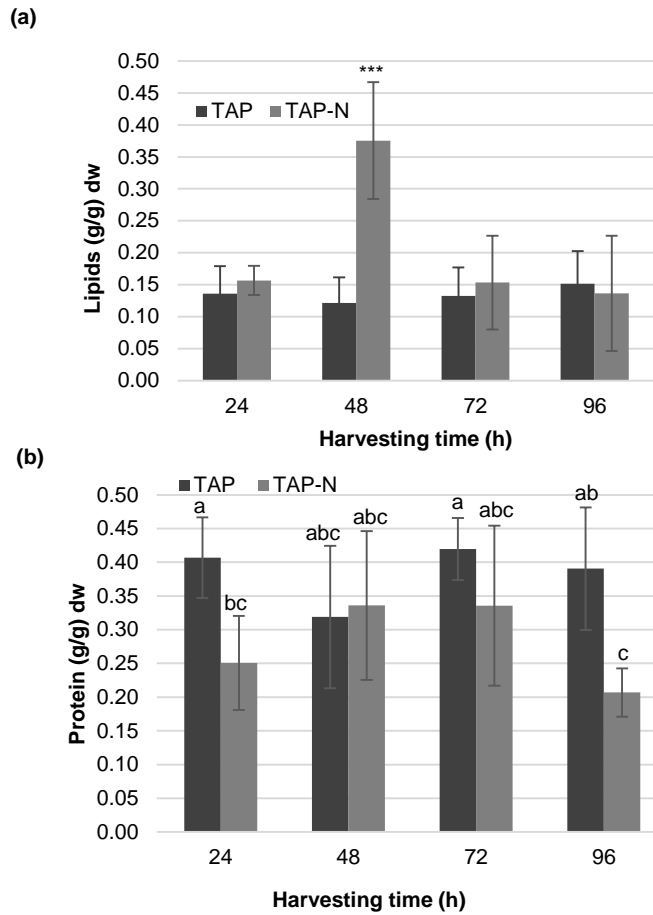 (a)
***
0.50
0.45
0.40
0.35
0.30
0.25
0.20
0.15
0.10
0.05
0.00
Lipids (g/g) dw
TAP TAP-N
24 48 72 96
Harvesting time (h)
(b)
0.50
0.45
0.40
0.35
0.30
0.25
0.20
0.15
0.10
0.05
0.00
Protein (g/g) dw
TAP TAP-N
a bc abc abc a abc ab c
24 48 72 96
Harvesting time (h)